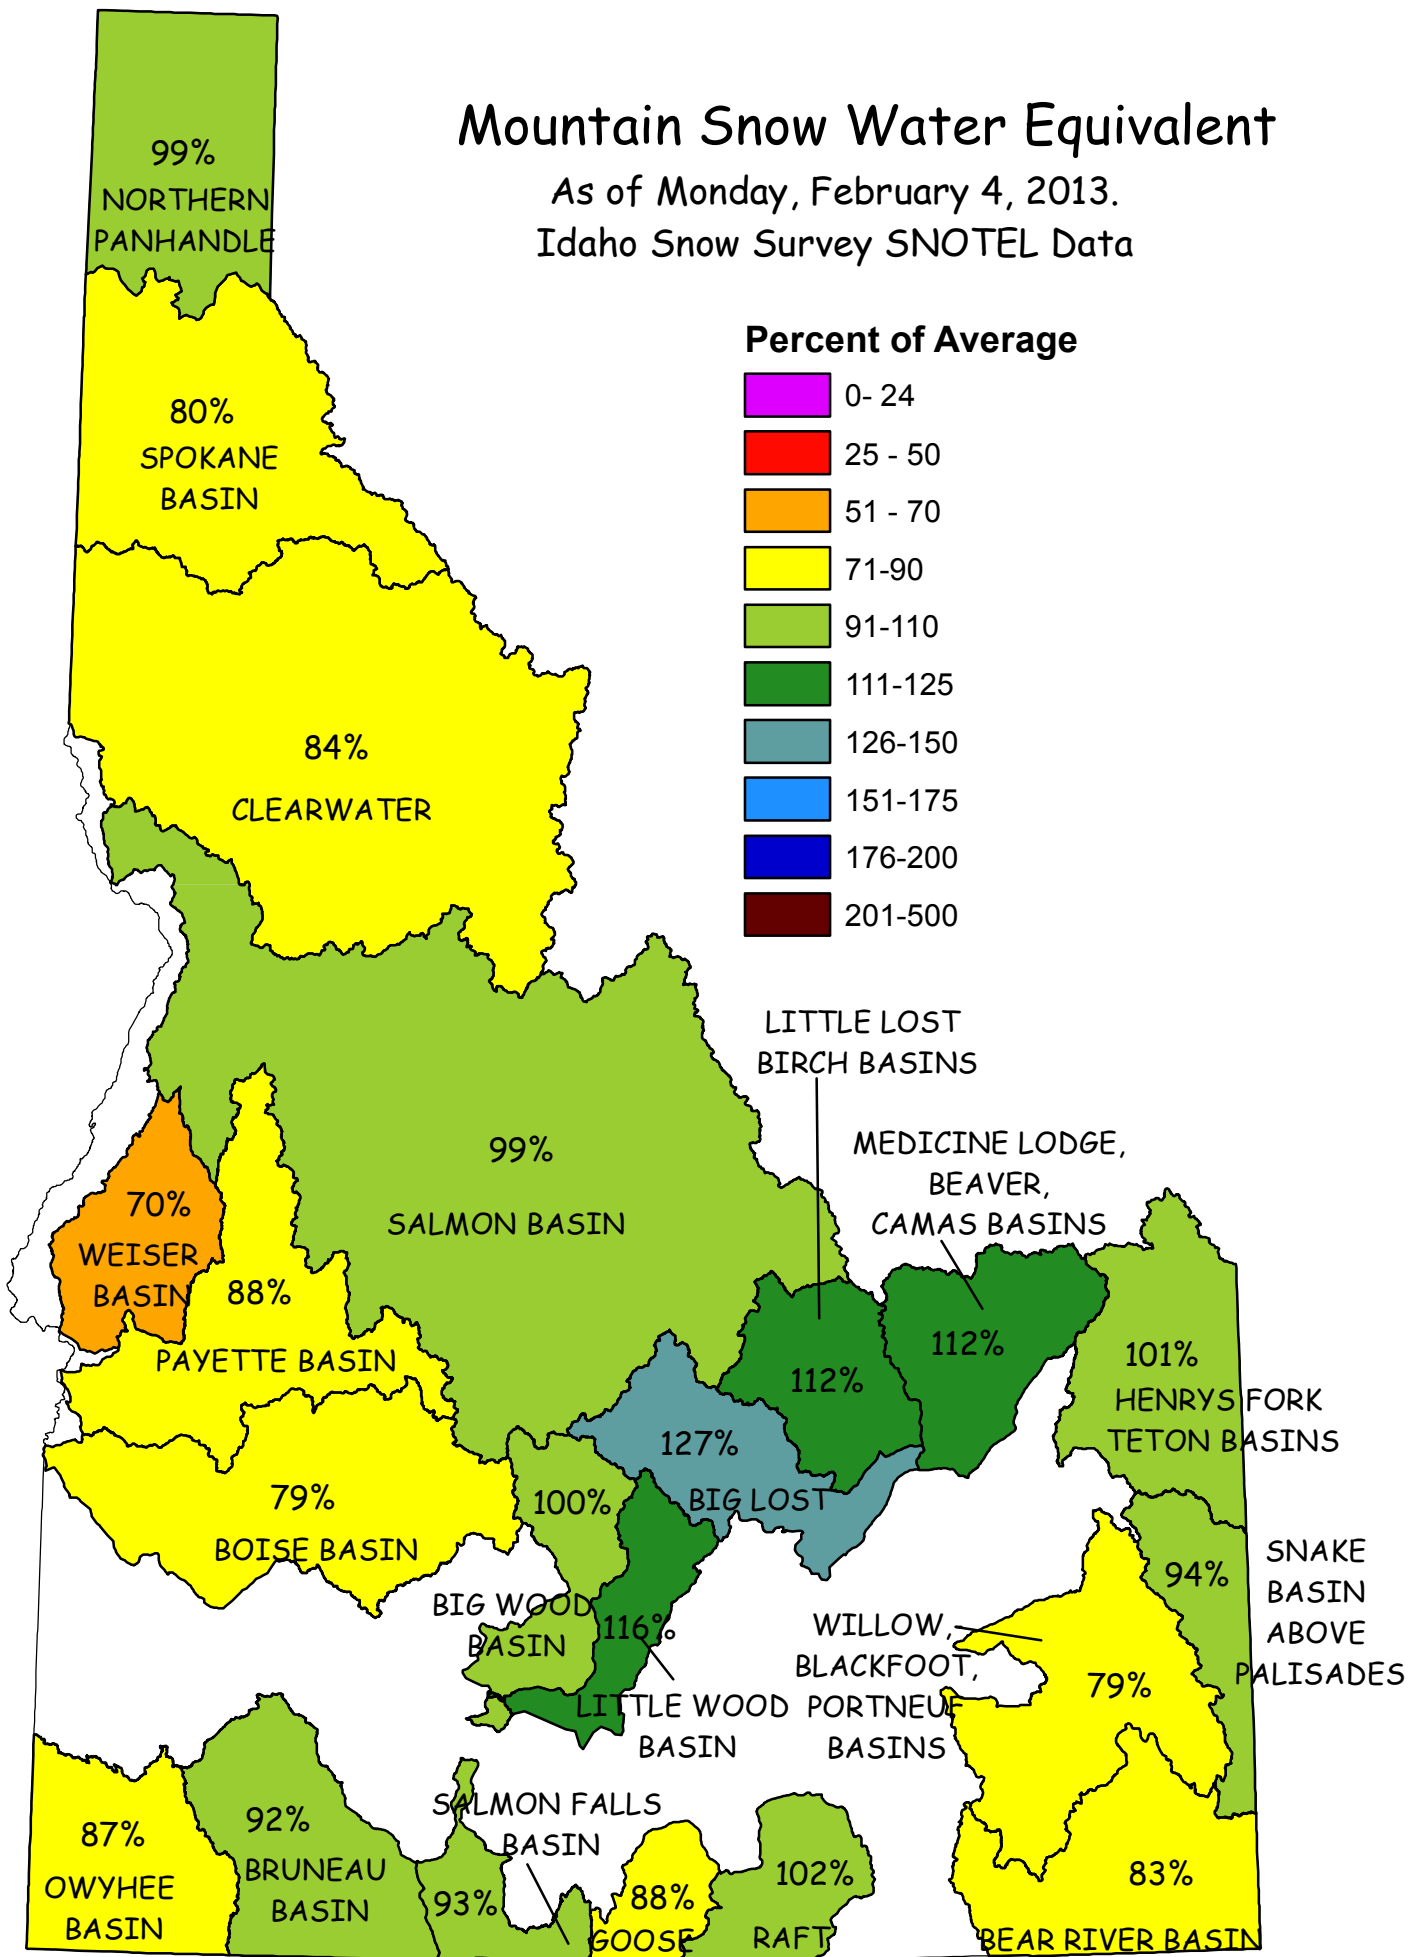 Mountain Snow Water Equivalent
As of Monday, February 4, 2013.
Idaho Snow Survey SNOTEL Data
Percent of Average
0- 24
25 - 50
51 - 70
71-90
91-110
111-125
126-150
151-175
176-200
201-500
99%
NORTHERN
PANHANDLE
80%
SPOKANE
BASIN
84%
CLEARWATER
99%
SALMON BASIN
70%
WEISER
BASIN
88%
PAYETTE BASIN
79%
BOISE BASIN
LITTLE LOST
BIRCH BASINS
112%
MEDICINE LODGE,
BEAVER,
CAMAS BASINS
112%
101%
HENRYS FORK
TETON BASINS
127%
BIG LOST
100%
BIG WOOD
BASIN
116%
LITTLE WOOD
BASIN
94%
SNAKE
BASIN
ABOVE
PALISADES
WILLOW,
BLACKFOOT,
PORTNEUF
BASINS
79%
87%
OWYHEE
BASIN
92%
BRUNEAU
BASIN
SALMON FALLS
BASIN
93%
88%
GOOSE
102%
RAFT
83%
BEAR RIVER BASIN